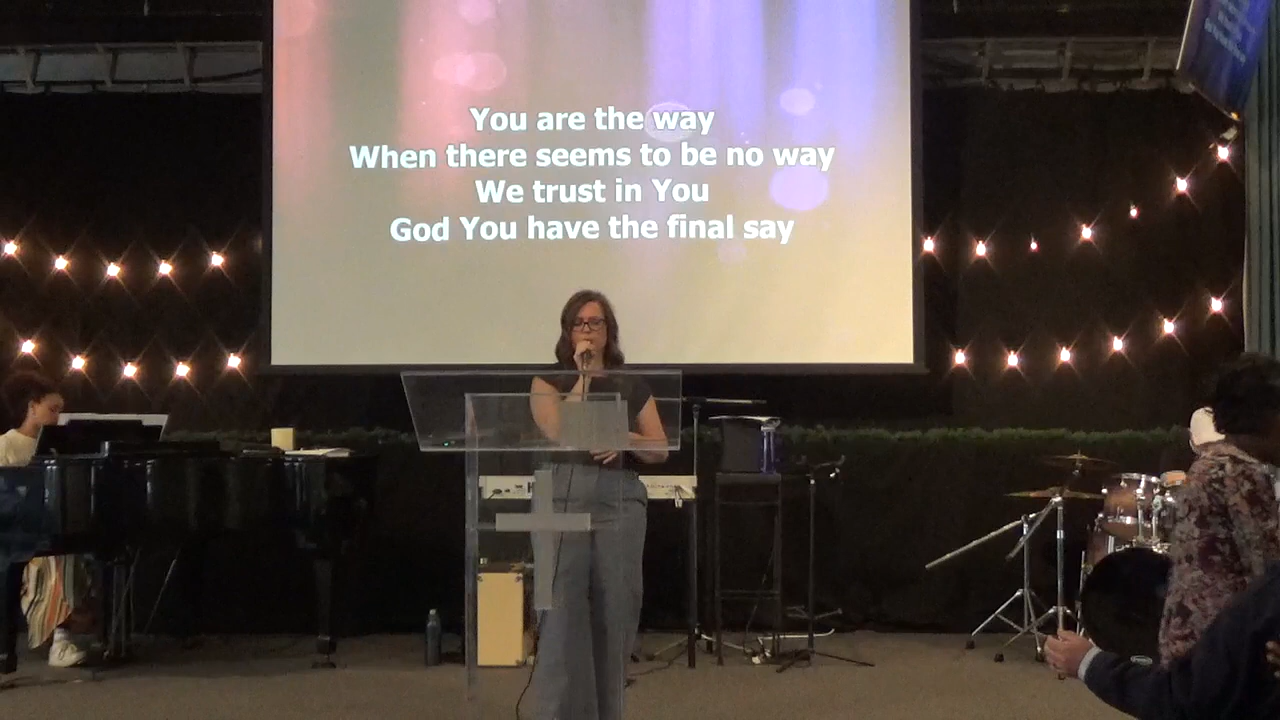 You are the way
When there seems to be no way
We trust in You
God You have the final say